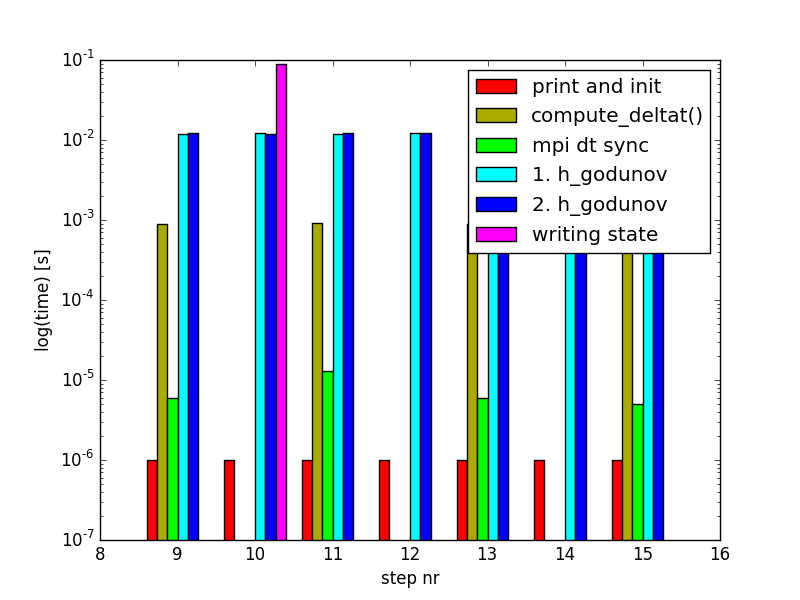 10^-1
10^-2
10^-3
10^-4
10^-5
10^-6
10^-7
log(time) [s]
print and init
compute_deltat()
mpi dt sync
1. h_godunov
2. h_godunov
writing state
8 9 10 11 12 13 14 15 16
step nr